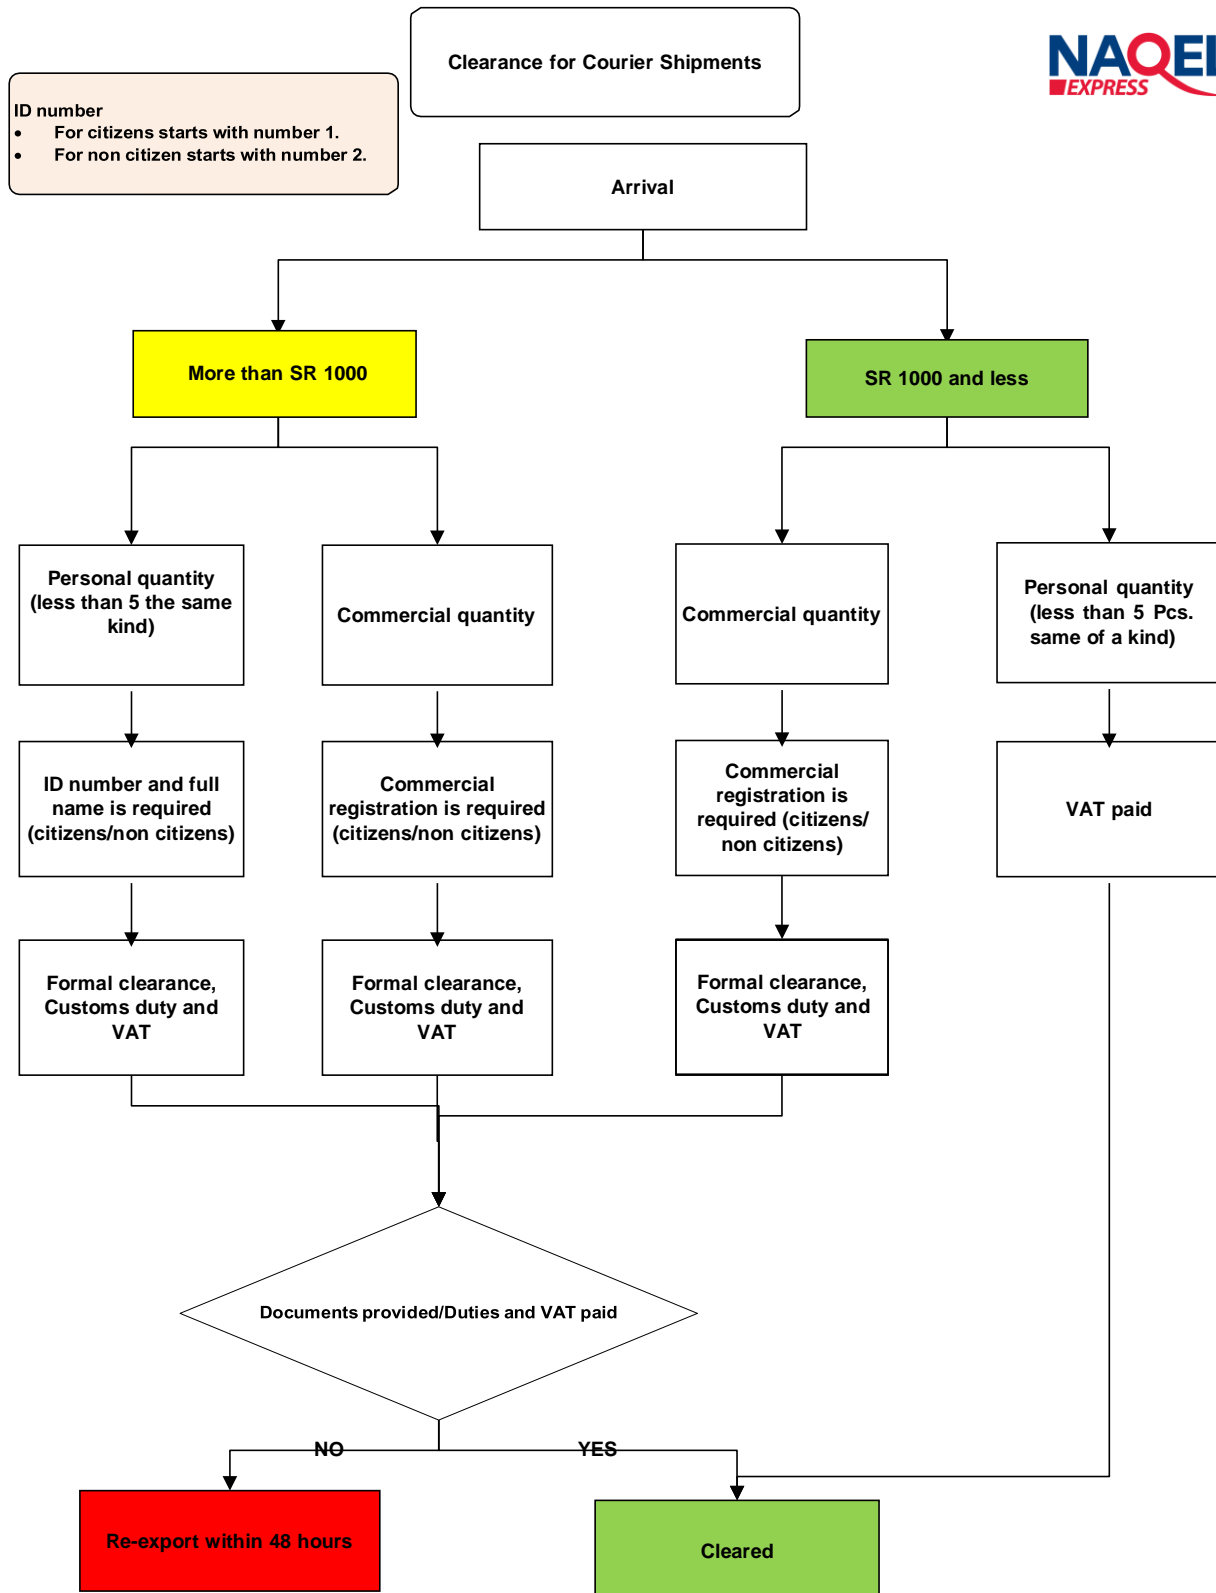 Clearance for Courier Shipments
NAQEL
EXPRESS
ID number
• For citizens starts with number 1.
• For non citizen starts with number 2.
Arrival
More than SR 1000
SR 1000 and less
Personal quantity
(less than 5 the same
kind)
Commercial quantity
Commercial quantity
Personal quantity
(less than 5 Pcs.
same of a kind)
ID number and full
name is required
(citizens/non citizens)
Commercial
registration is required
(citizens/non citizens)
Commercial
registration is
required (citizens/
non citizens)
VAT paid
Formal clearance,
Customs duty and
VAT
Formal clearance,
Customs duty and
VAT
Formal clearance,
Customs duty and
VAT
Documents provided/Duties and VAT paid
NO
YES
Re-export within 48 hours
Cleared